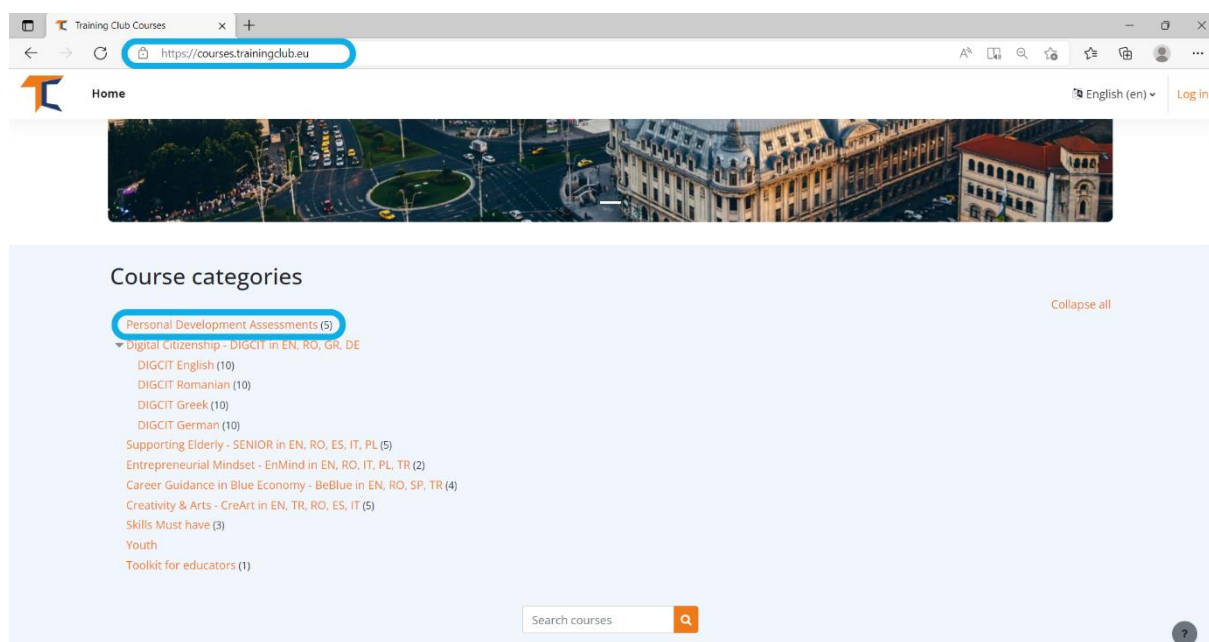 Training Club Courses
https://courses.trainingclub.eu
Home
English (en)
Log in
Course categories
Collapse all
Personal Development Assessments (5)
Digital Citizenship - DIGCIT in EN, RO, GR, DE
DIGCIT English (10)
DIGCIT Romanian (10)
DIGCIT Greek (10)
DIGCIT German (10)
Supporting Elderly - SENIOR in EN, RO, ES, IT, PL (5)
Entrepreneurial Mindset - EnMind in EN, RO, IT, PL, TR (2)
Career Guidance in Blue Economy - BeBlue in EN, RO, SP, TR (4)
Creativity & Arts - CreArt in EN, TR, RO, ES, IT (5)
Skills Must have (3)
Youth
Toolkit for educators (1)
Search courses
?